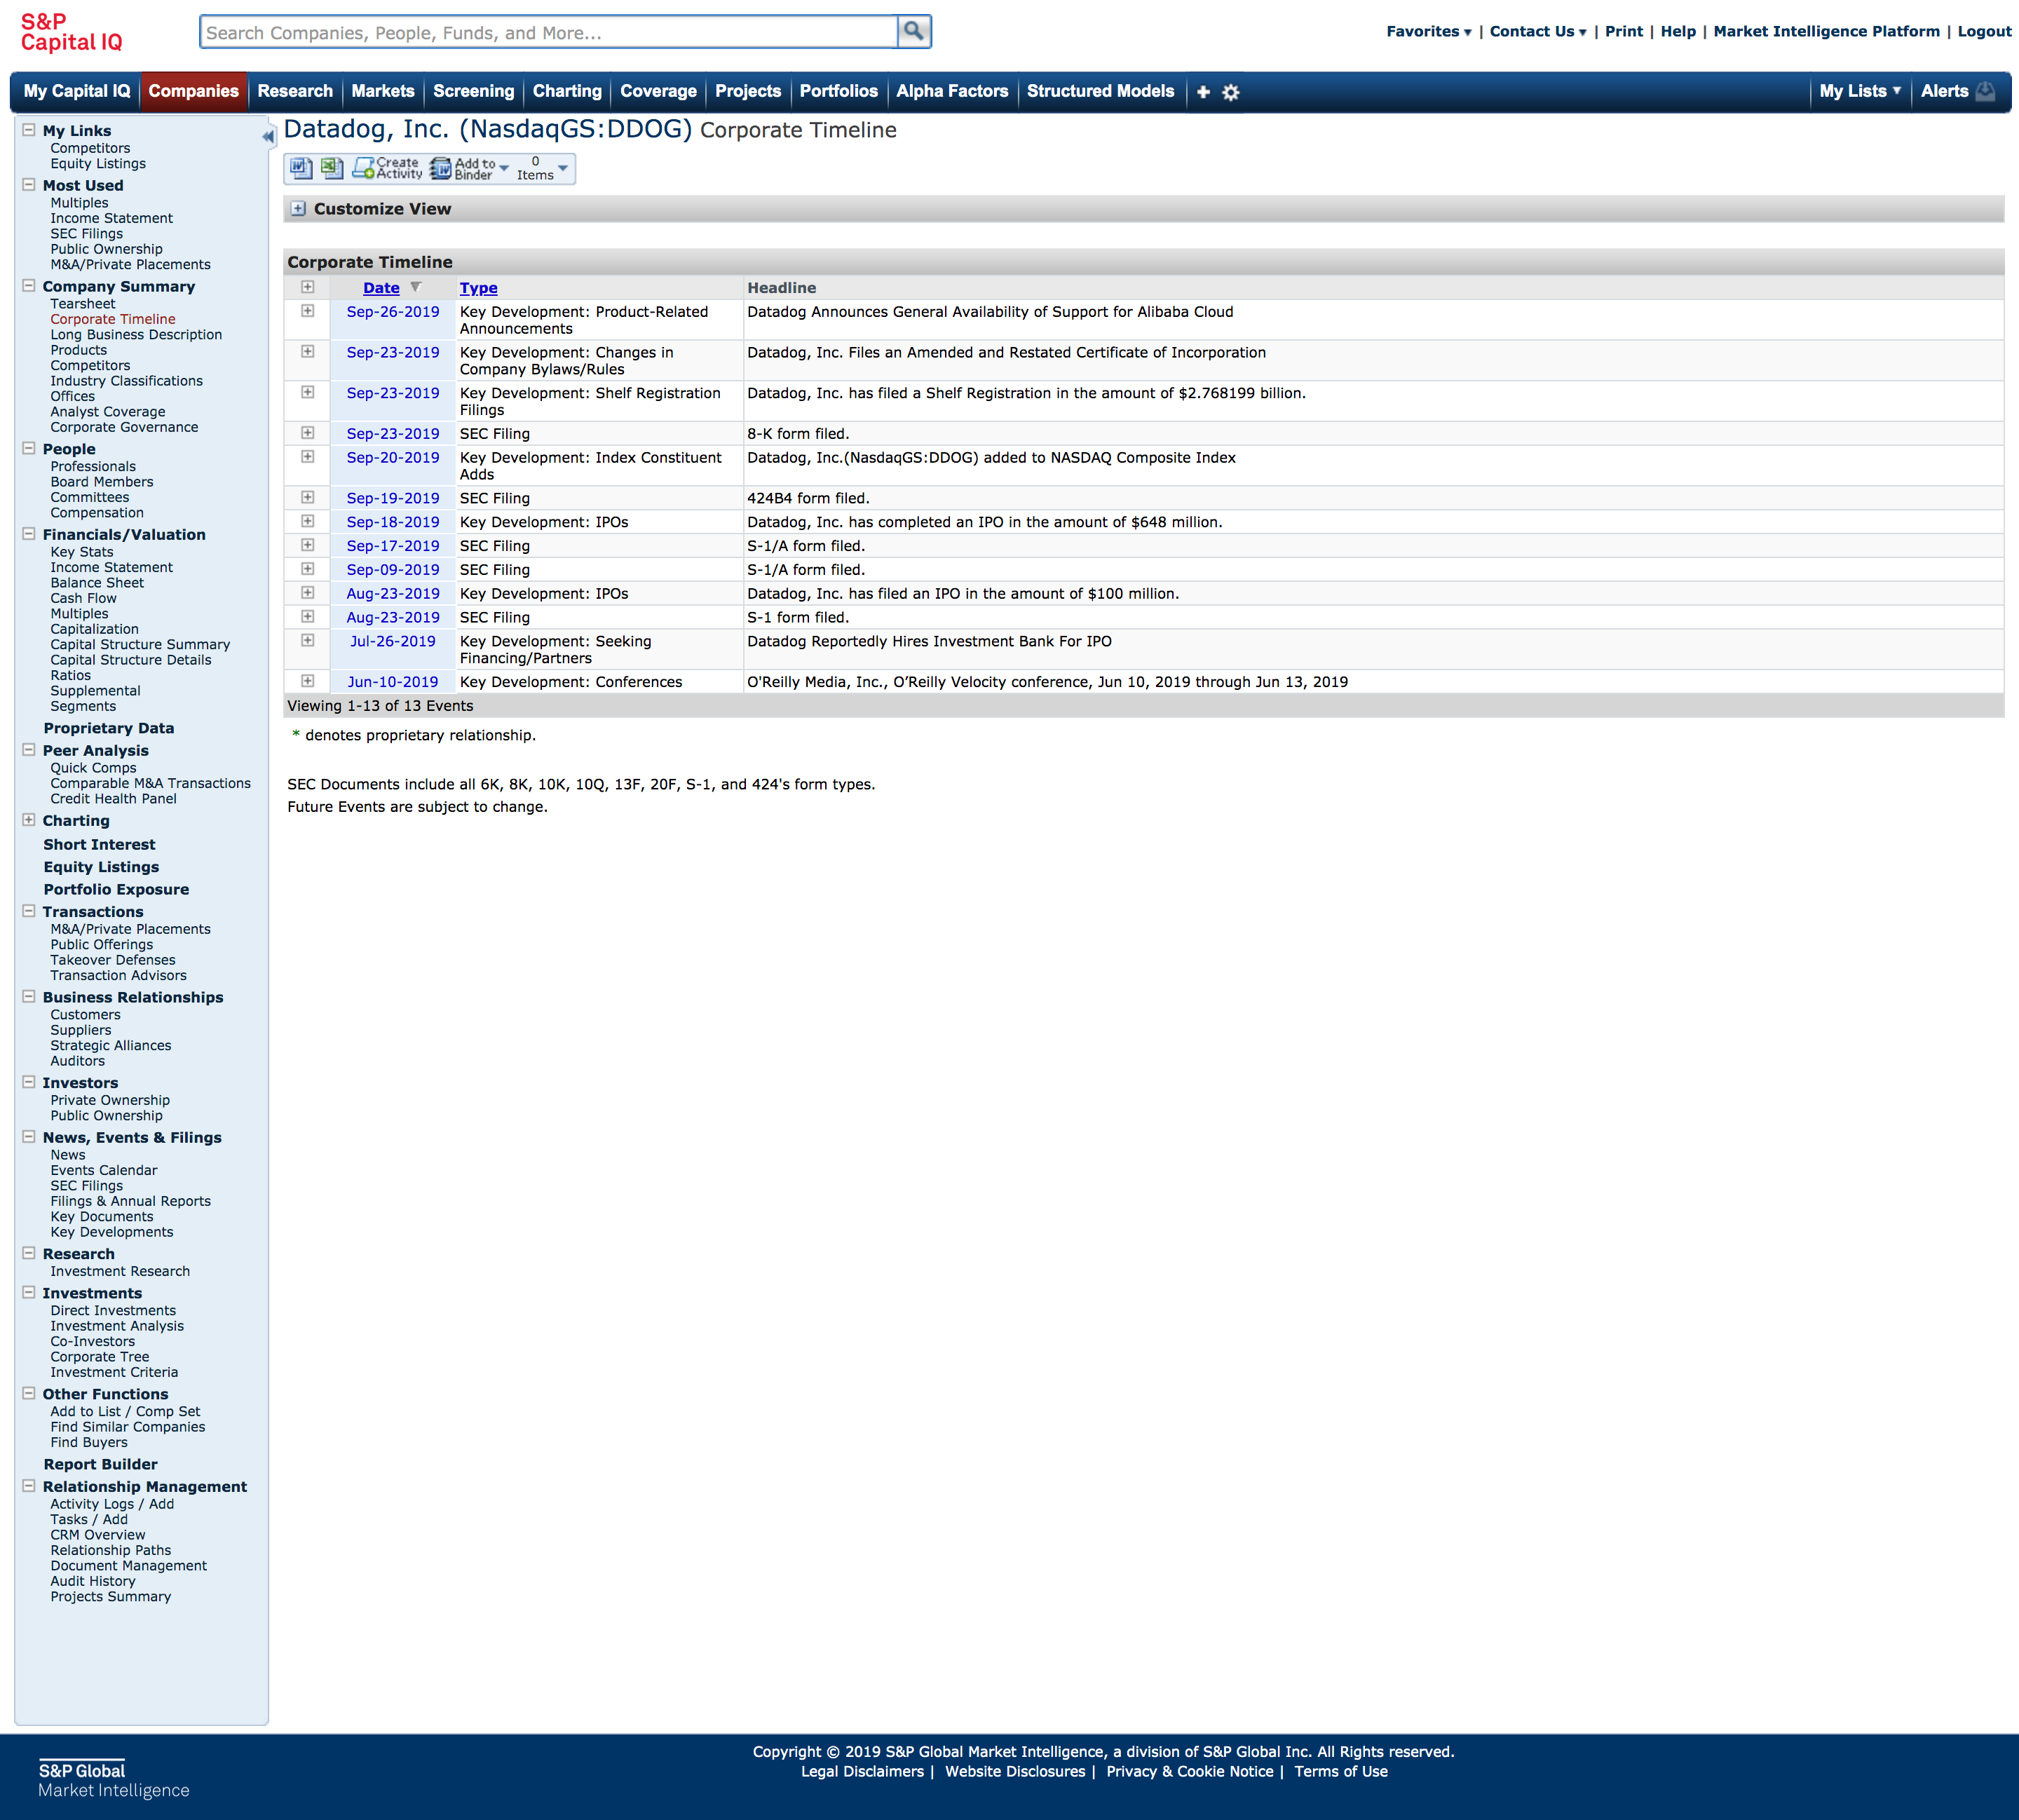 S&P
Capital IQ
Search Companies, People, Funds, and More...
Favorites | Contact Us | Print | Help | Market Intelligence Platform | Logout
My Capital IQ Companies Research Markets Screening Charting Coverage Projects Portfolios Alpha Factors Structured Models My Lists Alerts
My Links
Competitors
Equity Listings
Most Used
Multiples
Income Statement
SEC Filings
Public Ownership
M&A/Private Placements
Company Summary
Tearsheet
Corporate Timeline
Long Business Description
Products
Competitors
Industry Classifications
Offices
Analyst Coverage
Corporate Governance
People
Professionals
Board Members
Committees
Compensation
Financials/Valuation
Key Stats
Income Statement
Balance Sheet
Cash Flow
Multiples
Capitalization
Capital Structure Summary
Capital Structure Details
Ratios
Supplemental
Segments
Proprietary Data
Peer Analysis
Quick Comps
Comparable M&A Transactions
Credit Health Panel
Charting
Short Interest
Equity Listings
Portfolio Exposure
Transactions
M&A/Private Placements
Public Offerings
Takeover Defenses
Transaction Advisors
Business Relationships
Customers
Suppliers
Strategic Alliances
Auditors
Investors
Private Ownership
Public Ownership
News, Events & Filings
News
Events Calendar
SEC Filings
Filings & Annual Reports
Key Documents
Key Developments
Research
Investment Research
Investments
Direct Investments
Investment Analysis
Co-Investors
Corporate Tree
Investment Criteria
Other Functions
Add to List / Comp Set
Find Similar Companies
Find Buyers
Report Builder
Relationship Management
Activity Logs / Add
Tasks / Add
CRM Overview
Relationship Paths
Document Management
Audit History
Projects Summary
Datadog, Inc. (NasdaqGS:DDOG) Corporate Timeline
Create Activity Add to Binder 0 Items
Customize View
Corporate Timeline
Date Type Headline
Sep-26-2019 Key Development: Product-Related Datadog Announces General Availability of Support for Alibaba Cloud
Announcements
Sep-23-2019 Key Development: Changes in Datadog, Inc. Files an Amended and Restated Certificate of Incorporation
Company Bylaws/Rules
Sep-23-2019 Key Development: Shelf Registration Datadog, Inc. has filed a Shelf Registration in the amount of $2.768199 billion.
Filings
Sep-23-2019 SEC Filing 8-K form filed.
Sep-20-2019 Key Development: Index Constituent Datadog, Inc.(NasdaqGS:DDOG) added to NASDAQ Composite Index
Adds
Sep-19-2019 SEC Filing 424B4 form filed.
Sep-18-2019 Key Development: IPOs Datadog, Inc. has completed an IPO in the amount of $648 million.
Sep-17-2019 SEC Filing S-1/A form filed.
Sep-09-2019 SEC Filing S-1/A form filed.
Aug-23-2019 Key Development: IPOs Datadog, Inc. has filed an IPO in the amount of $100 million.
Aug-23-2019 SEC Filing S-1 form filed.
Jul-26-2019 Key Development: Seeking Datadog Reportedly Hires Investment Bank For IPO
Financing/Partners
Jun-10-2019 Key Development: Conferences O'Reilly Media, Inc., O’Reilly Velocity conference, Jun 10, 2019 through Jun 13, 2019
Viewing 1-13 of 13 Events
* denotes proprietary relationship.
SEC Documents include all 6K, 8K, 10K, 10Q, 13F, 20F, S-1, and 424's form types.
Future Events are subject to change.
S&P Global
Market Intelligence
Copyright © 2019 S&P Global Market Intelligence, a division of S&P Global Inc. All Rights reserved.
Legal Disclaimers | Website Disclosures | Privacy & Cookie Notice | Terms of Use